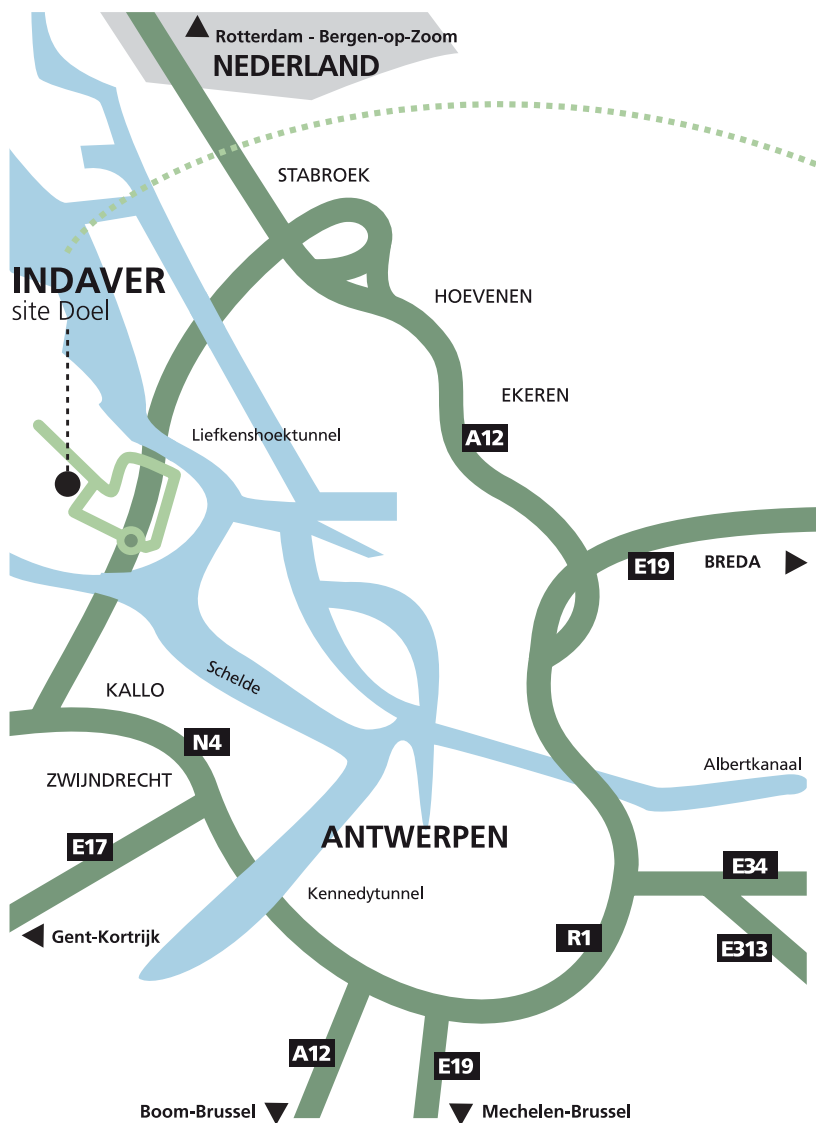 Rotterdam - Bergen-op-Zoom
NEDERLAND
STABROEK
INDAVER
site Doel
HOEVENEN
EKEREN
Liefkenshoektunnel
A12
E19
BREDA
Schelde
KALLO
N4
ZWIJNDRECHT
Albertkanaal
ANTWERPEN
E17
E34
Kennedytunnel
Gent-Kortrijk
R1
E313
A12
E19
Boom-Brussel
Mechelen-Brussel